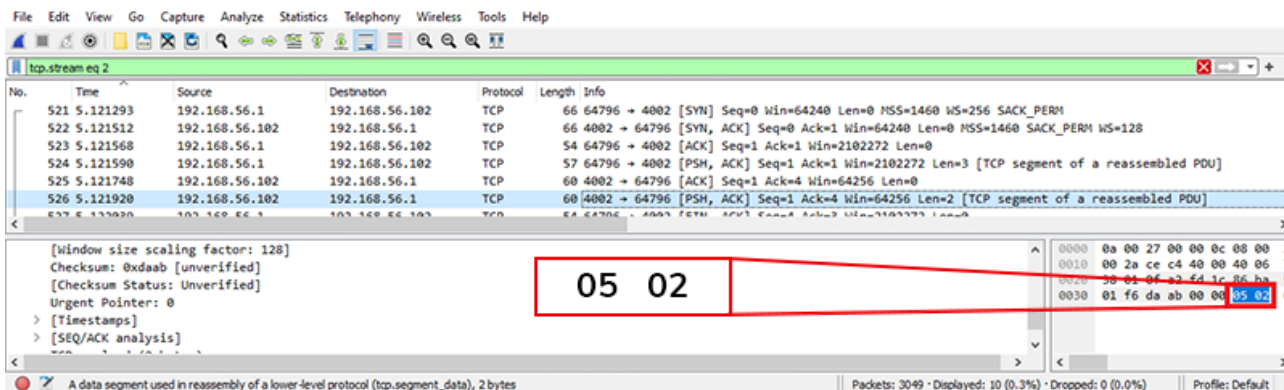 File Edit View Go Capture Analyze Statistics Telephony Wireless Tools Help
tcp.stream eq 2
No. Time Source Destination Protocol Length Info
521 5.121293 192.168.56.1 192.168.56.102 TCP 66 64796 → 4002 [SYN] Seq=0 Win=64240 Len=0 MSS=1460 WS=256 SACK_PERM
522 5.121512 192.168.56.102 192.168.56.1 TCP 66 4002 → 64796 [SYN, ACK] Seq=0 Ack=1 Win=64240 Len=0 MSS=1460 SACK_PERM WS=128
523 5.121568 192.168.56.1 192.168.56.102 TCP 54 64796 → 4002 [ACK] Seq=1 Ack=1 Win=2102272 Len=0
524 5.121590 192.168.56.1 192.168.56.102 TCP 57 64796 → 4002 [PSH, ACK] Seq=1 Ack=1 Win=2102272 Len=3 [TCP segment of a reassembled PDU]
525 5.121748 192.168.56.102 192.168.56.1 TCP 60 4002 → 64796 [ACK] Seq=1 Ack=4 Win=64256 Len=0
526 5.121920 192.168.56.102 192.168.56.1 TCP 60 4002 → 64796 [PSH, ACK] Seq=1 Ack=4 Win=64256 Len=2 [TCP segment of a reassembled PDU]
[Window size scaling factor: 128]
Checksum: 0xdaab [unverified]
[Checksum Status: Unverified]
Urgent Pointer: 0
> [Timestamps]
> [SEQ/ACK analysis]
05 02
0000 0a 00 27 00 00 0c 08 00
0010 00 2a ce c4 40 00 40 06
0030 01 f6 da ab 00 00 05 02
A data segment used in reassembly of a lower-level protocol (tcp.segment_data), 2 bytes
Packets: 3049 · Displayed: 10 (0.3%) · Dropped: 0 (0.0%)
Profile: Default